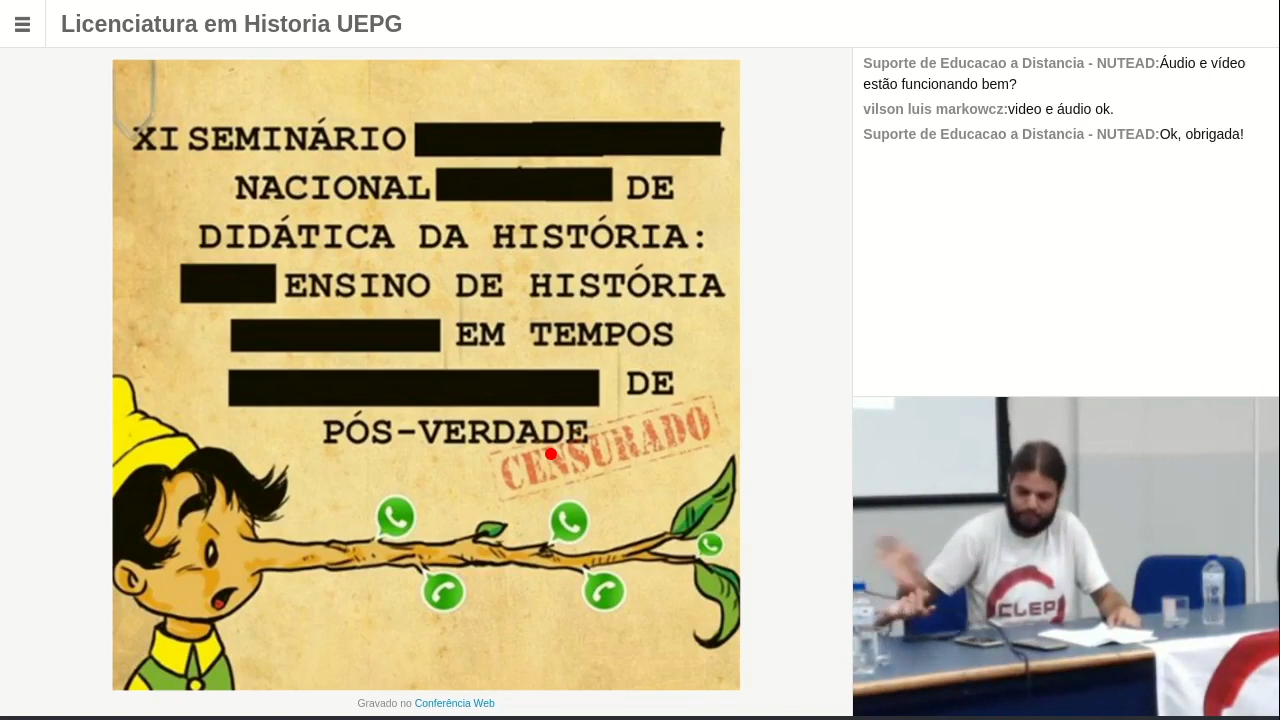 Licenciatura em Historia UEPG
XI SEMINÁRIO
NACIONAL DE
DIDÁTICA DA HISTÓRIA:
ENSINO DE HISTÓRIA
EM TEMPOS
DE
PÓS-VERDADE
CENSURADO
Gravado no Conferência Web
Suporte de Educacao a Distancia - NUTEAD:Áudio e vídeo
estão funcionando bem?
vilson luis markowcz:video e áudio ok.
Suporte de Educacao a Distancia - NUTEAD:Ok, obrigada!
CLEP